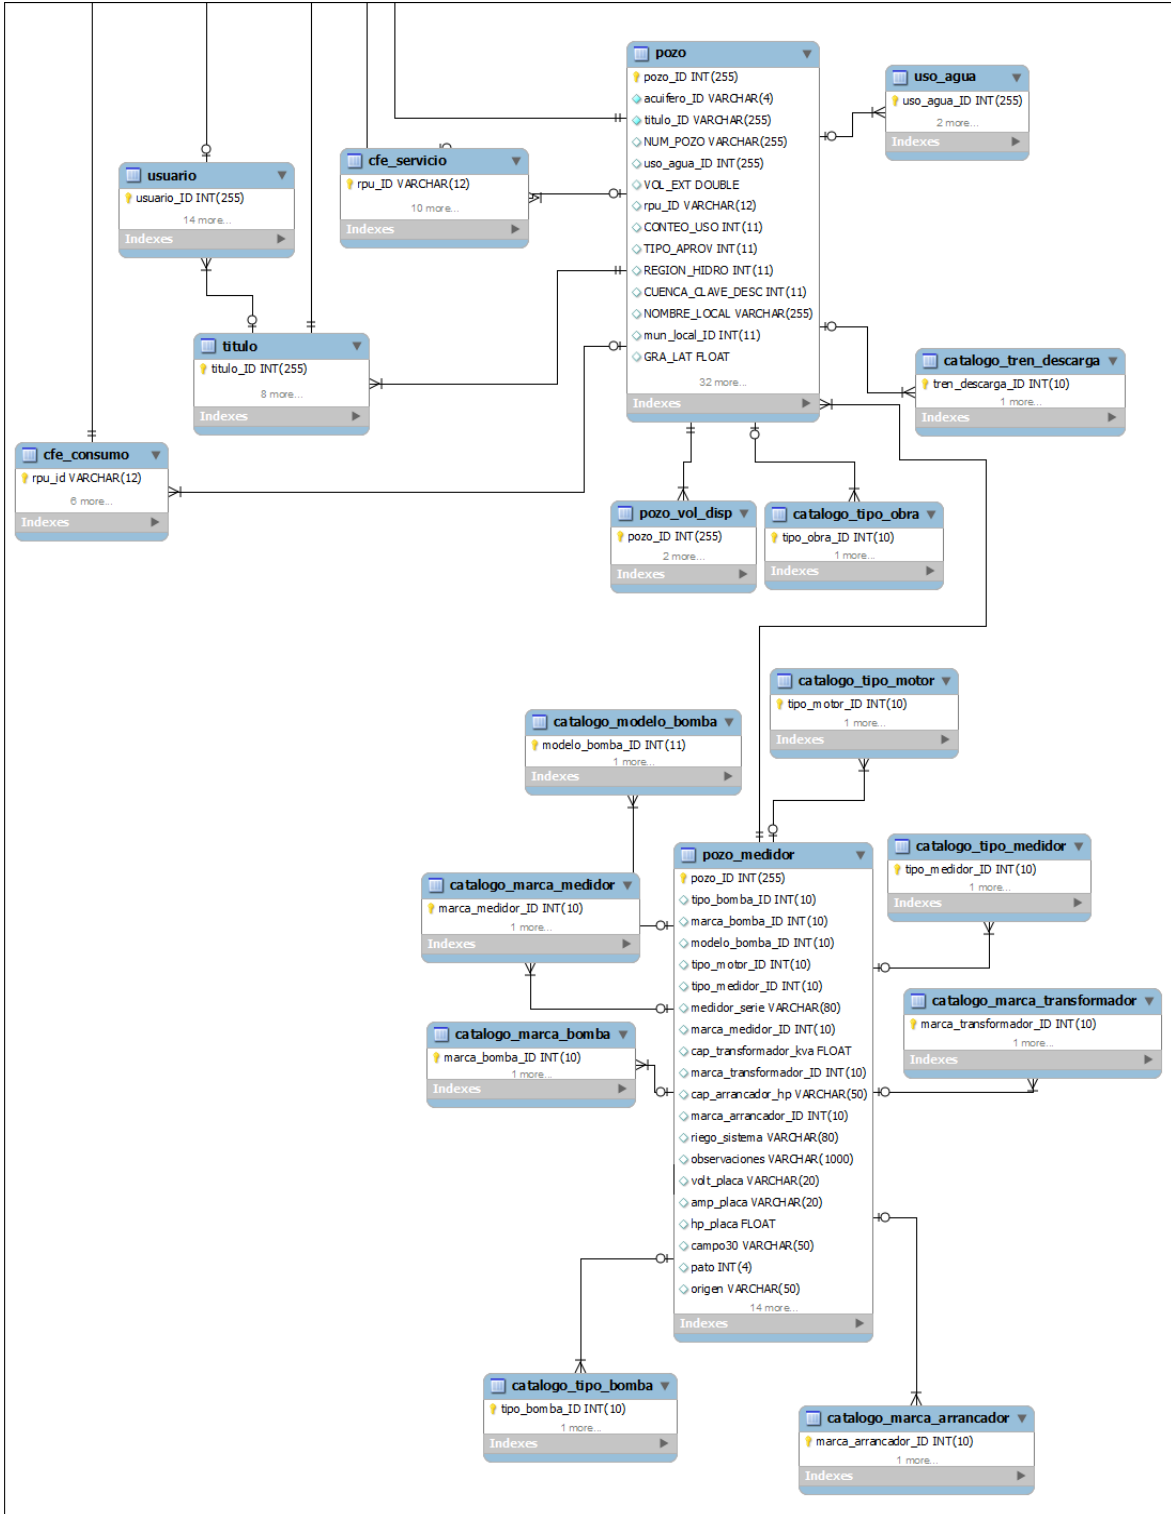 pozo
pozo_ID INT(255)
acuifero_ID VARCHAR(4)
titulo_ID VARCHAR(255)
NUM_POZO VARCHAR(255)
uso_agua_ID INT(255)
VOL_EXT DOUBLE
rpu_ID VARCHAR(12)
CONTEO_USO INT(11)
TIPO_APROV INT(11)
REGION_HIDRO INT(11)
CUENCA_CLAVE_DESC INT(11)
NOMBRE_LOCAL VARCHAR(255)
mun_local_ID INT(11)
GRA_LAT FLOAT
32 more...
Indexes
uso_agua
uso_agua_ID INT(255)
2 more...
Indexes
cfe_servicio
rpu_ID VARCHAR(12)
10 more...
Indexes
usuario
usuario_ID INT(255)
14 more...
Indexes
titulo
titulo_ID INT(255)
8 more...
Indexes
catalogo_tren_descarga
tren_descarga_ID INT(10)
1 more...
Indexes
cfe_consumo
rpu_id VARCHAR(12)
6 more...
Indexes
pozo_vol_disp
pozo_ID INT(255)
2 more...
Indexes
catalogo_tipo_obra
tipo_obra_ID INT(10)
1 more...
Indexes
catalogo_tipo_motor
tipo_motor_ID INT(10)
1 more...
Indexes
catalogo_modelo_bomba
modelo_bomba_ID INT(11)
1 more...
Indexes
pozo_medidor
pozo_ID INT(255)
tipo_bomba_ID INT(10)
marca_bomba_ID INT(10)
modelo_bomba_ID INT(10)
tipo_motor_ID INT(10)
tipo_medidor_ID INT(10)
medidor_serie VARCHAR(80)
marca_medidor_ID INT(10)
cap_transformador_kva FLOAT
marca_transformador_ID INT(10)
cap_arrancador_hp VARCHAR(50)
marca_arrancador_ID INT(10)
riego_sistema VARCHAR(80)
observaciones VARCHAR(1000)
volt_placa VARCHAR(20)
amp_placa VARCHAR(20)
hp_placa FLOAT
campo30 VARCHAR(50)
pato INT(4)
origen VARCHAR(50)
14 more...
Indexes
catalogo_tipo_medidor
tipo_medidor_ID INT(10)
1 more...
Indexes
catalogo_marca_medidor
marca_medidor_ID INT(10)
1 more...
Indexes
catalogo_marca_transformador
marca_transformador_ID INT(10)
1 more...
Indexes
catalogo_marca_bomba
marca_bomba_ID INT(10)
1 more...
Indexes
catalogo_tipo_bomba
tipo_bomba_ID INT(10)
1 more...
Indexes
catalogo_marca_arrancador
marca_arrancador_ID INT(10)
1 more...
Indexes